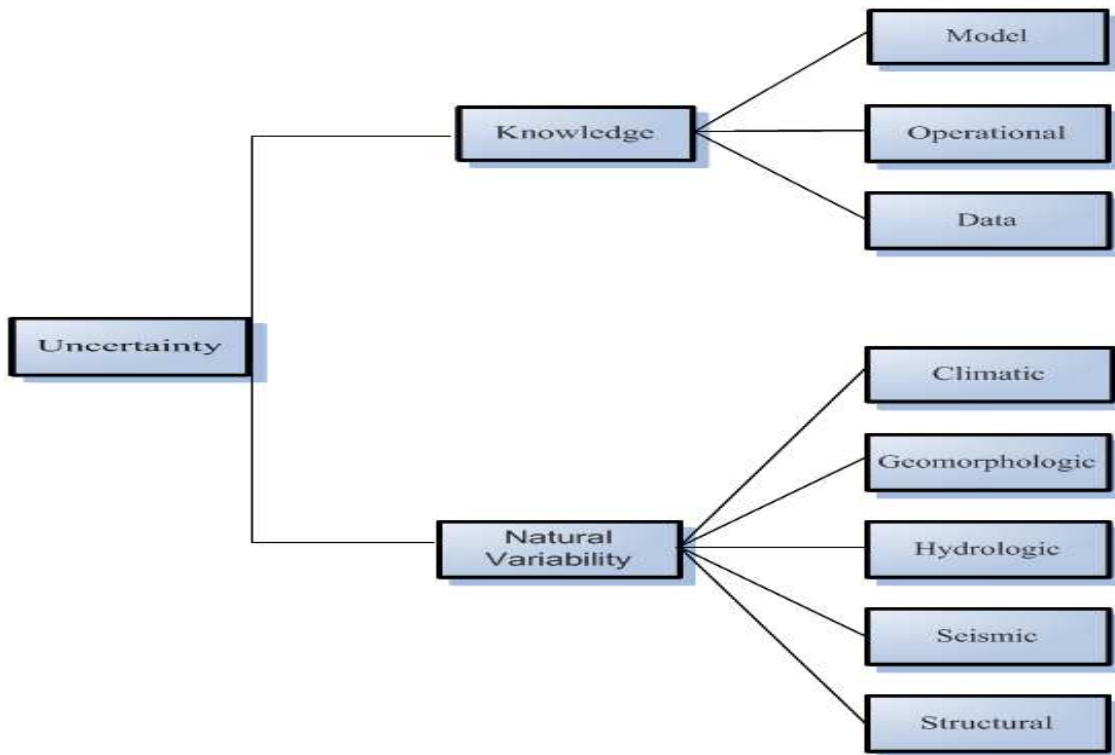 Model
Knowledge
Operational
Data
Uncertainty
Climatic
Geomorphologic
Natural
Variability
Hydrologic
Seismic
Structural